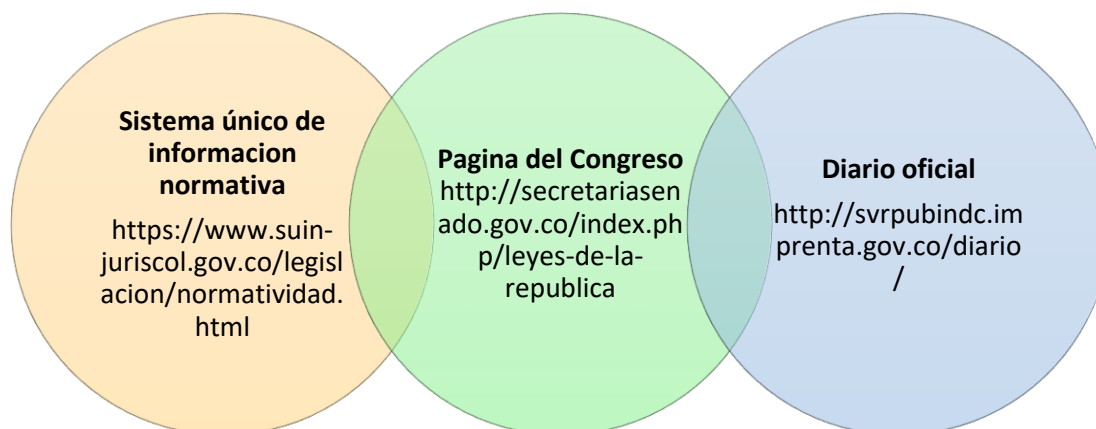 Sistema único de
informacion
normativa
https://www.suin-
juriscol.gov.co/legisl
acion/normatividad.
html
Pagina del Congreso
http://secretariasen
ado.gov.co/index.ph
p/leyes-de-la-
republica
Diario oficial
http://svrpubindc.im
prenta.gov.co/diario
/